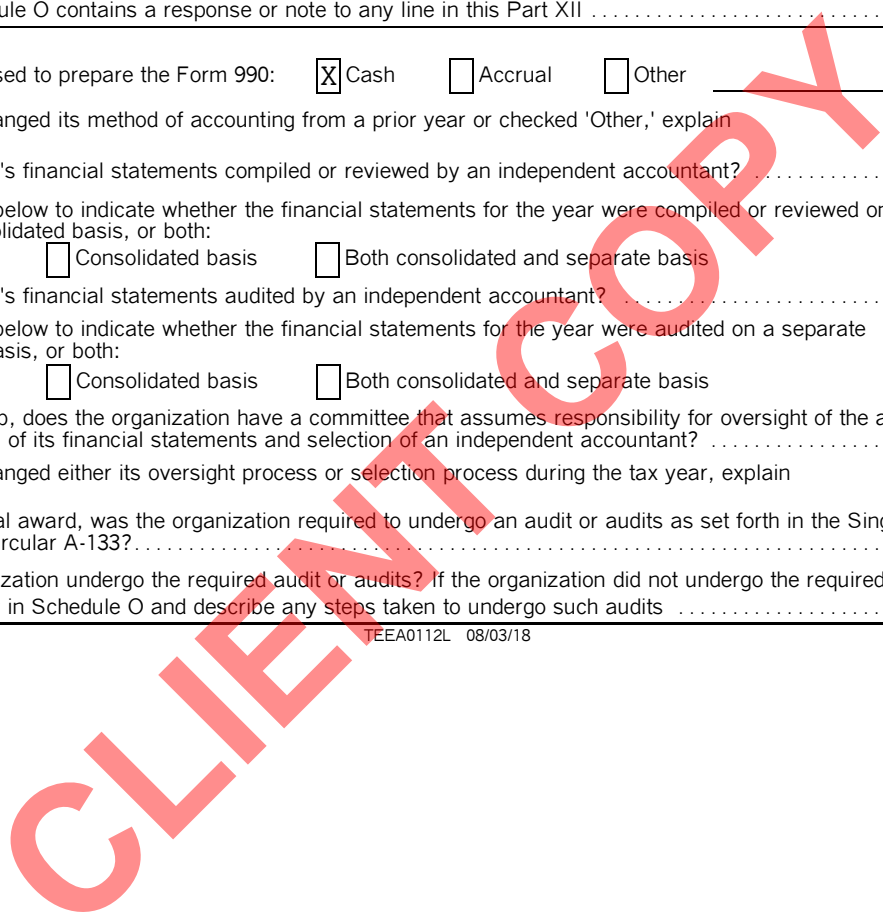 ule O contains a response or note to any line in this Part XII
sed to prepare the Form 990: X Cash Accrual Other
anged its method of accounting from a prior year or checked 'Other,' explain
's financial statements compiled or reviewed by an independent accountant?
below to indicate whether the financial statements for the year were compiled or reviewed on
lidated basis, or both:
Consolidated basis Both consolidated and separate basis
's financial statements audited by an independent accountant?
below to indicate whether the financial statements for the year were audited on a separate
asis, or both:
Consolidated basis Both consolidated and separate basis
b, does the organization have a committee that assumes responsibility for oversight of the a
of its financial statements and selection of an independent accountant?
anged either its oversight process or selection process during the tax year, explain
al award, was the organization required to undergo an audit or audits as set forth in the Sing
rcular A-133?
zation undergo the required audit or audits? If the organization did not undergo the required
in Schedule O and describe any steps taken to undergo such audits
TEEA0112L 08/03/18
CLIENT COPY